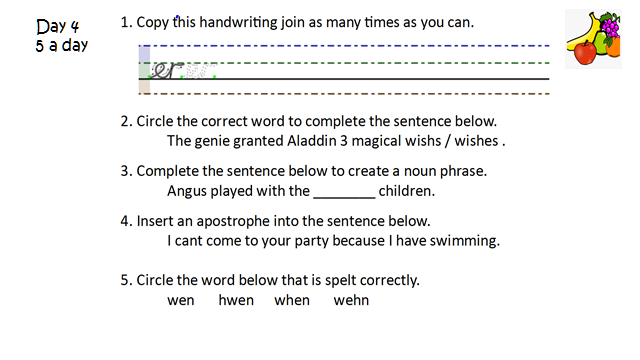 Day 4
5 a day
1. Copy this handwriting join as many times as you can.
er
2. Circle the correct word to complete the sentence below.
The genie granted Aladdin 3 magical wishs / wishes .
3. Complete the sentence below to create a noun phrase.
Angus played with the ________ children.
4. Insert an apostrophe into the sentence below.
I cant come to your party because I have swimming.
5. Circle the word below that is spelt correctly.
wen hwen when wehn